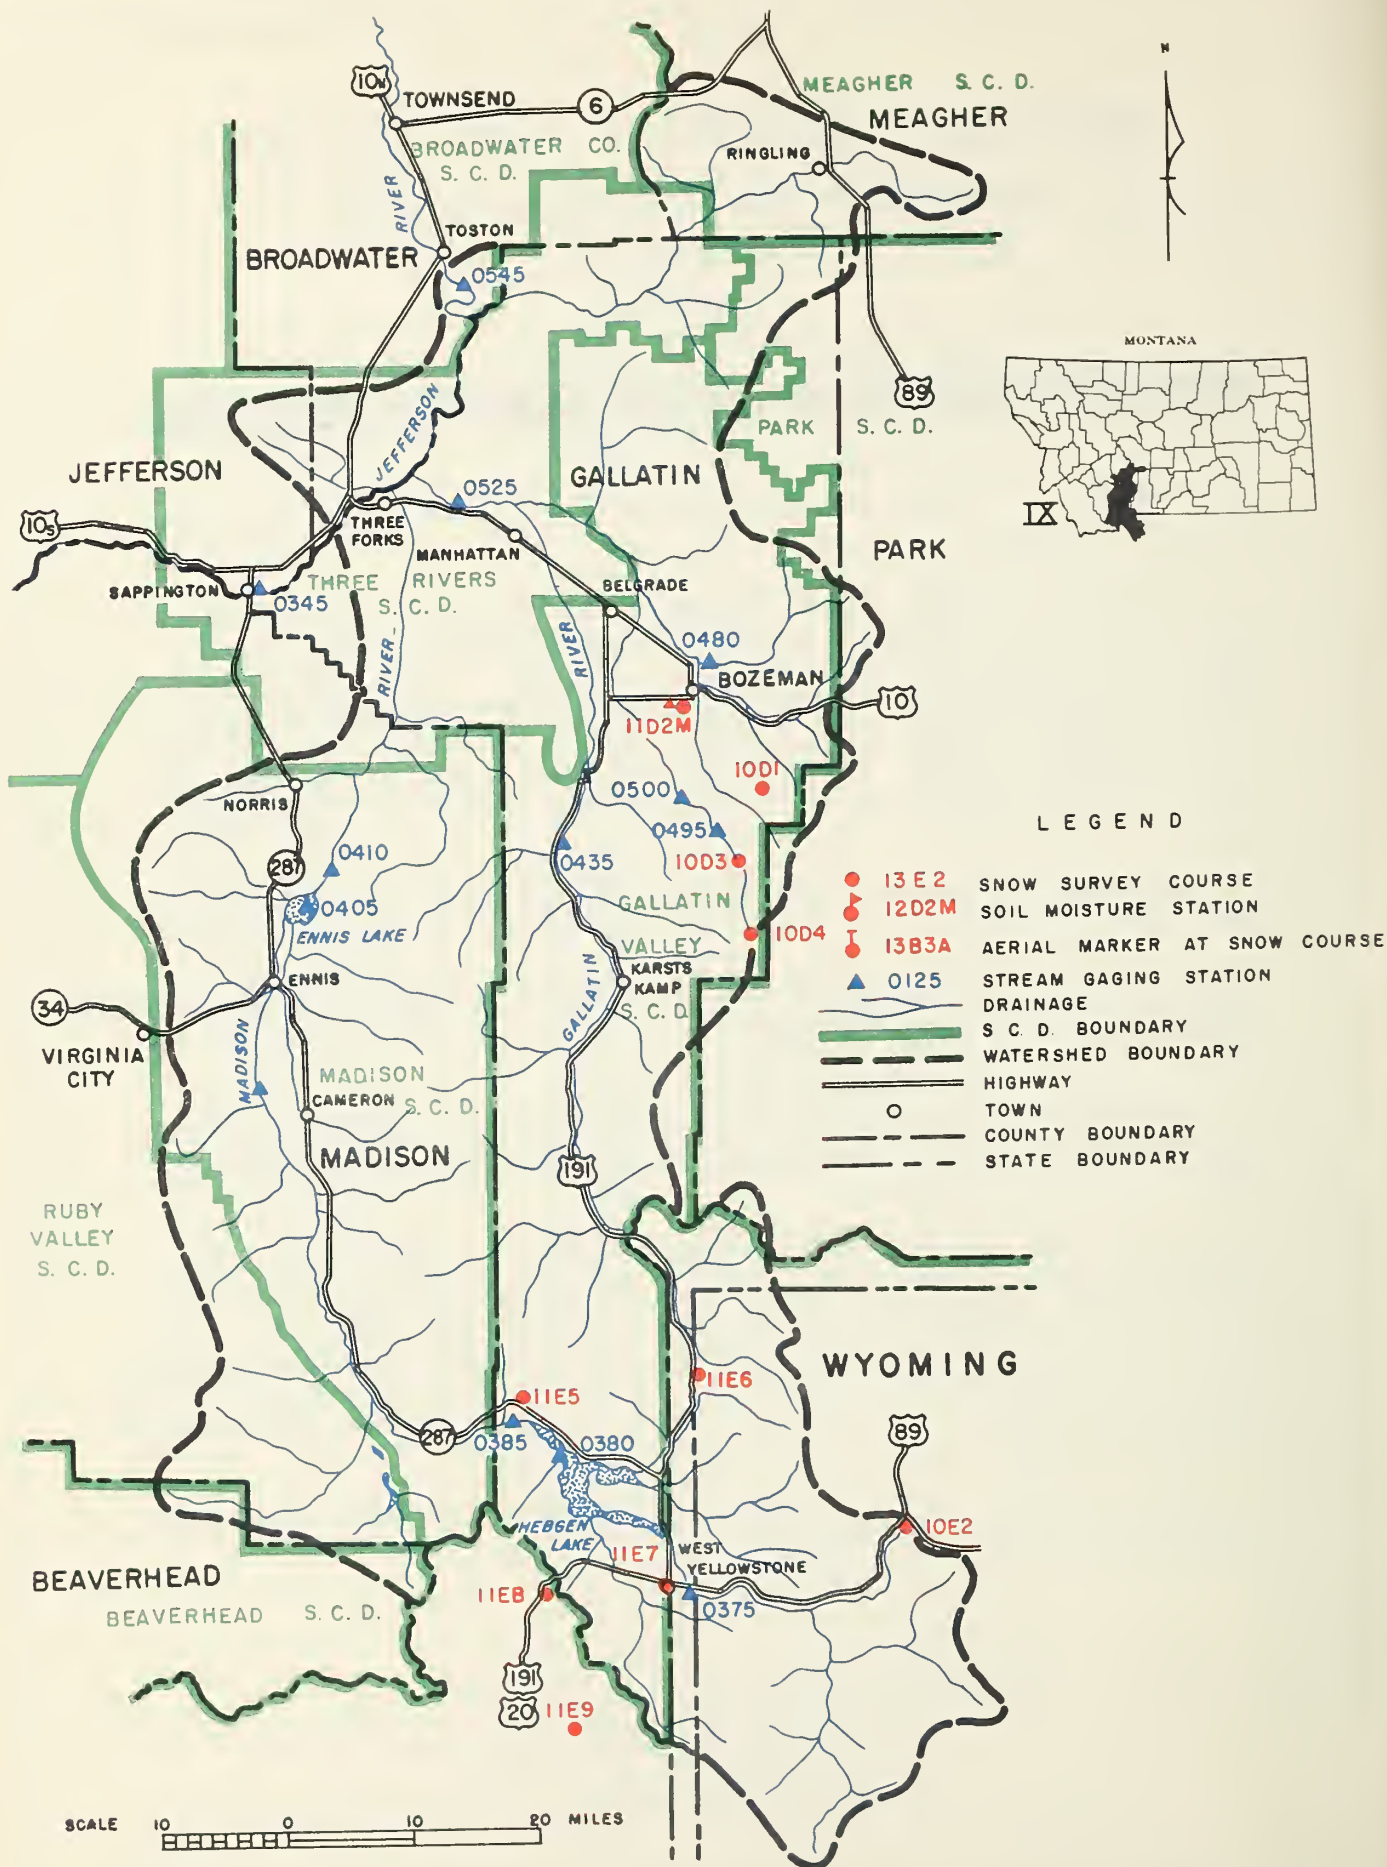 N
10N
TOWNSEND
6
MEAGHER S. C. D.
MEAGHER
BROADWATER CO.
S. C. D.
RINGLING
RIVER
TOSTON
BROADWATER
0545
MONTANA
89
JEFFERSON
PARK S. C. D.
JEFFERSON
GALLATIN
0525
IX
10S
THREE
FORKS
MANHATTAN
PARK
SAPPINGTON
0345
THREE RIVERS
S. C. D.
BELGRADE
RIVER
RIVER
0480
BOZEMAN
10
11D2M
10D1
NORRIS
0500
0495
287
0410
0435
10D3
0405
ENNIS LAKE
GALLATIN
VALLEY
S. C. D.
10D4
KARSTS
KAMP
ENNIS
GALLATIN
34
VIRGINIA
CITY
MADISON
MADISON
S. C. D.
CAMERON
MADISON
191
RUBY
VALLEY
S. C. D.
LEGEND
13E2 SNOW SURVEY COURSE
12D2M SOIL MOISTURE STATION
13B3A AERIAL MARKER AT SNOW COURSE
0125 STREAM GAGING STATION
DRAINAGE
S. C. D. BOUNDARY
WATERSHED BOUNDARY
HIGHWAY
TOWN
COUNTY BOUNDARY
STATE BOUNDARY
WYOMING
11E6
11E5
287
0385
0380
89
10E2
HEBGEN
LAKE
11E7
WEST
YELLOWSTONE
BEAVERHEAD
BEAVERHEAD S. C. D.
11E8
0375
191
20
11E9
SCALE 10 0 10 20 MILES